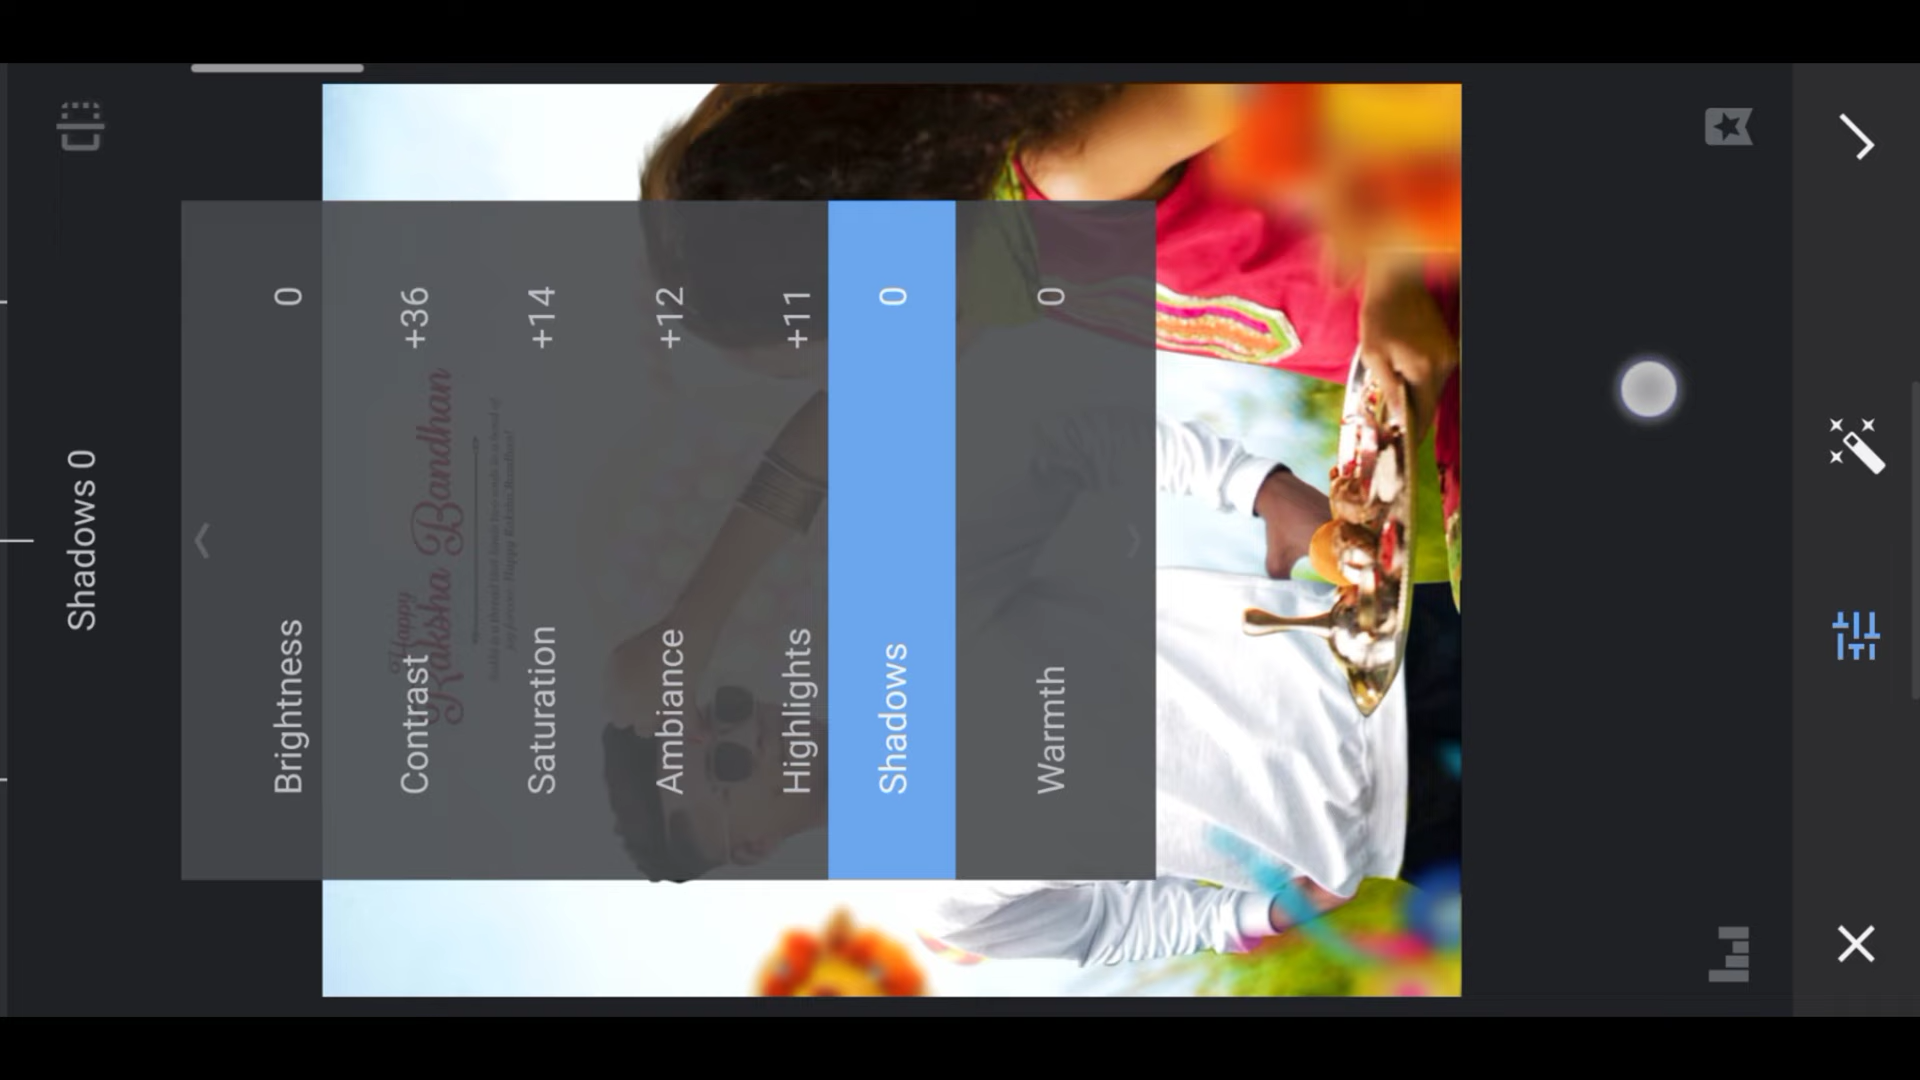 Shadows 0
Brightness 0
Contrast +36
Saturation +14
Ambiance +12
Highlights +11
Shadows 0
Warmth 0
Happy
Raksha Bandhan